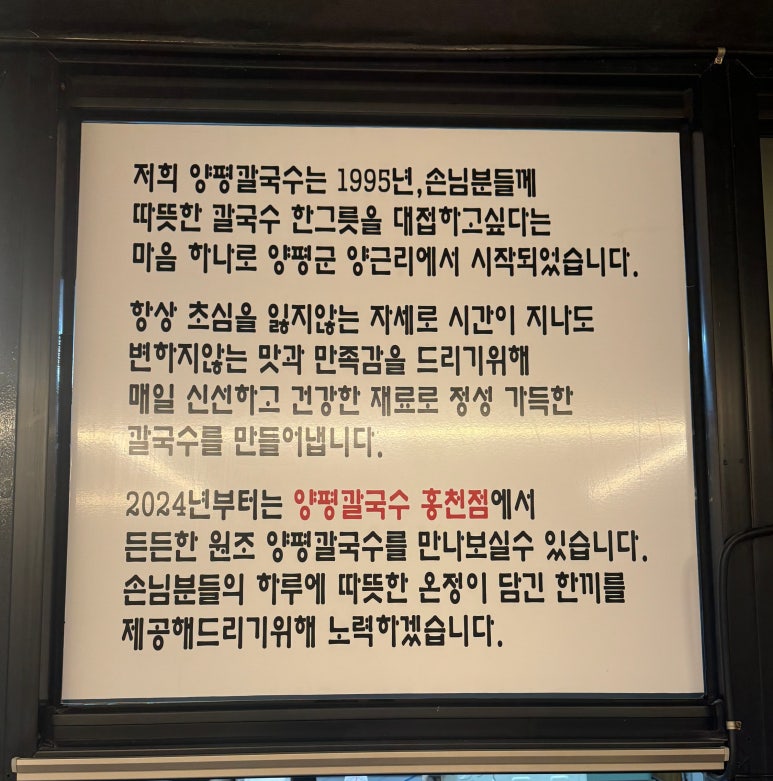 저희 양평칼국수는 1995년,손님분들께
따뜻한 칼국수 한그릇을 대접하고싶다는
마음 하나로 양평군 양근리에서 시작되었습니다.
항상 초심을 잃지않는 자세로 시간이 지나도
변하지않는 맛과 만족감을 드리기위해
매일 신선하고 건강한 재료로 정성 가득한
칼국수를 만들어냅니다.
2024년부터는 양평칼국수 홍천점에서
든든한 원조 양평칼국수를 만나보실수 있습니다.
손님분들의 하루에 따뜻한 온정이 담긴 한끼를
제공해드리기위해 노력하겠습니다.